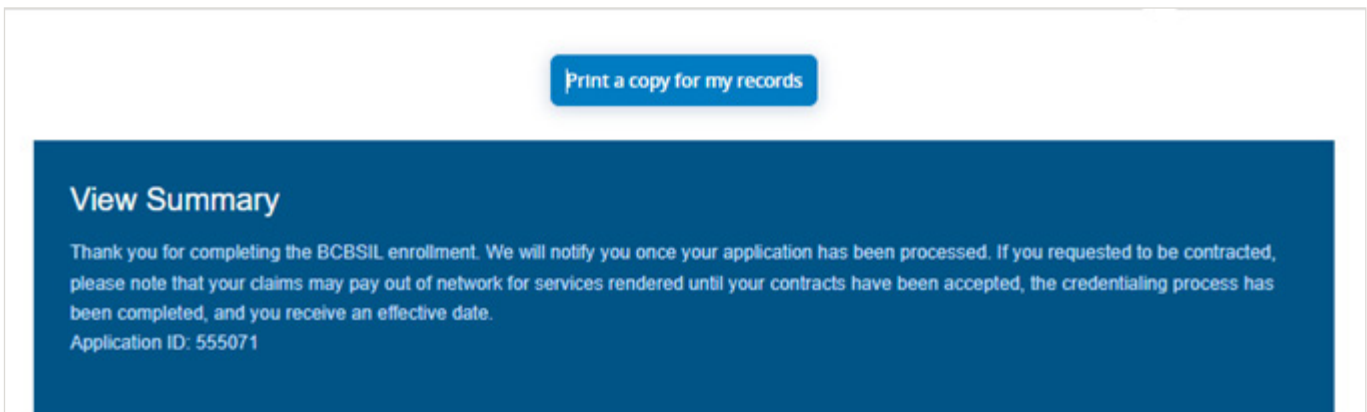 Print a copy for my records
View Summary
Thank you for completing the BCBSIL enrollment. We will notify you once your application has been processed. If you requested to be contracted,
please note that your claims may pay out of network for services rendered until your contracts have been accepted, the credentialing process has
been completed, and you receive an effective date.
Application ID: 555071